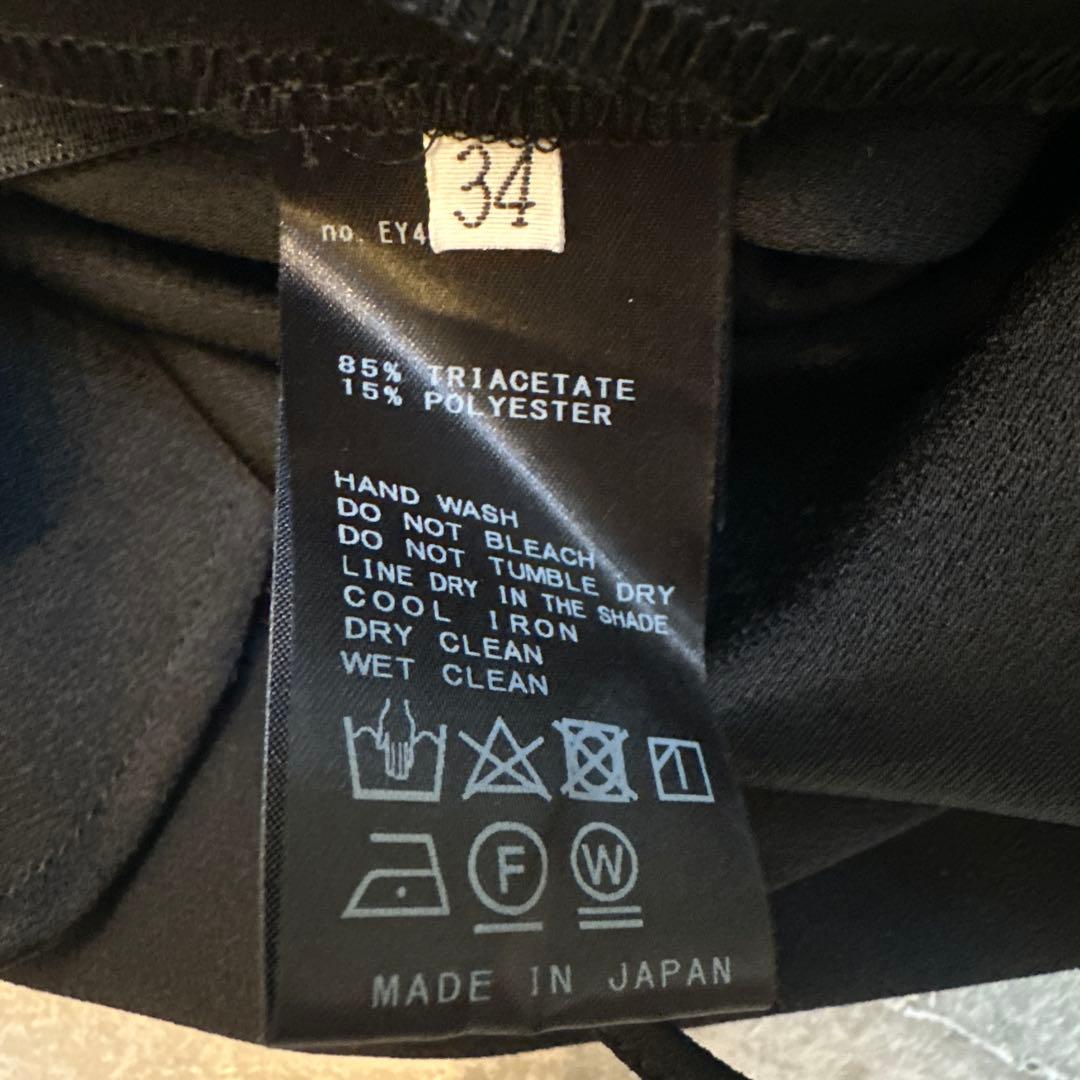 34
no. EY4
85% TRIACETATE
15% POLYESTER
HAND WASH
DO NOT BLEACH
DO NOT TUMBLE DRY
LINE DRY IN THE SHADE
COOL IRON
DRY CLEAN
WET CLEAN
F W
MADE IN JAPAN